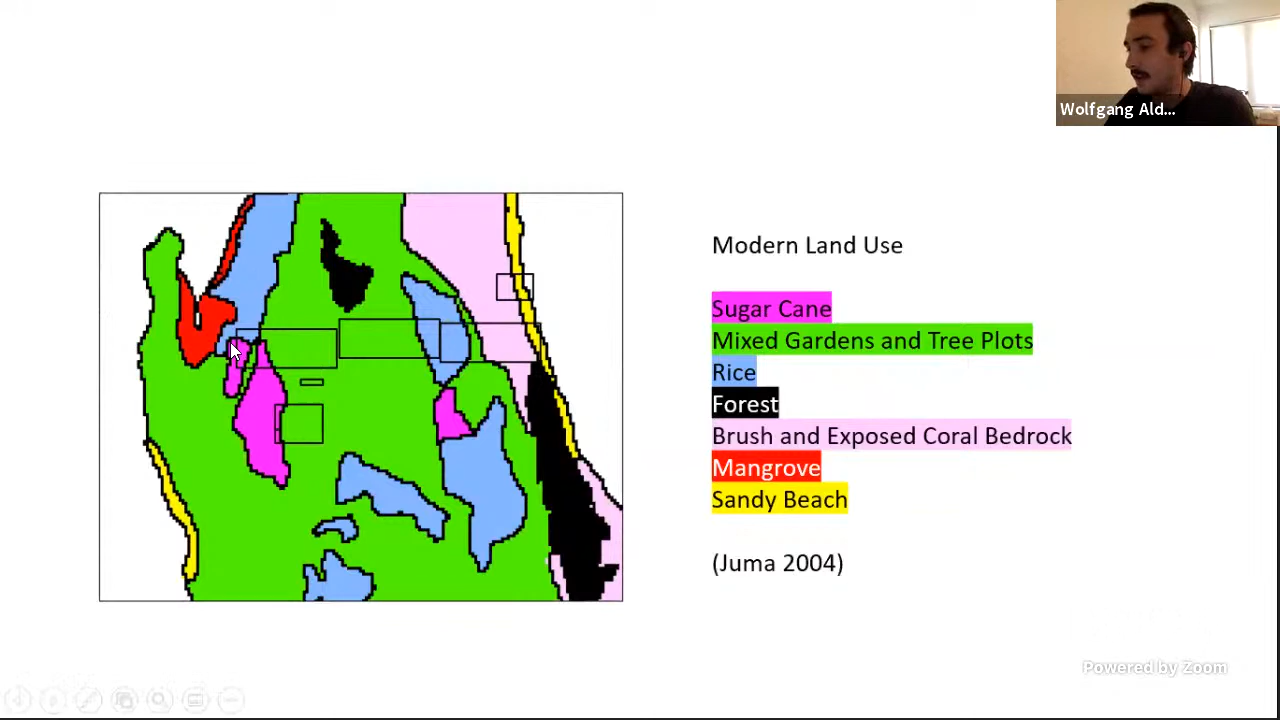 Wolfgang Ald...
Modern Land Use
Sugar Cane
Mixed Gardens and Tree Plots
Rice
Forest
Brush and Exposed Coral Bedrock
Mangrove
Sandy Beach
(Juma 2004)
Powered by Zoom